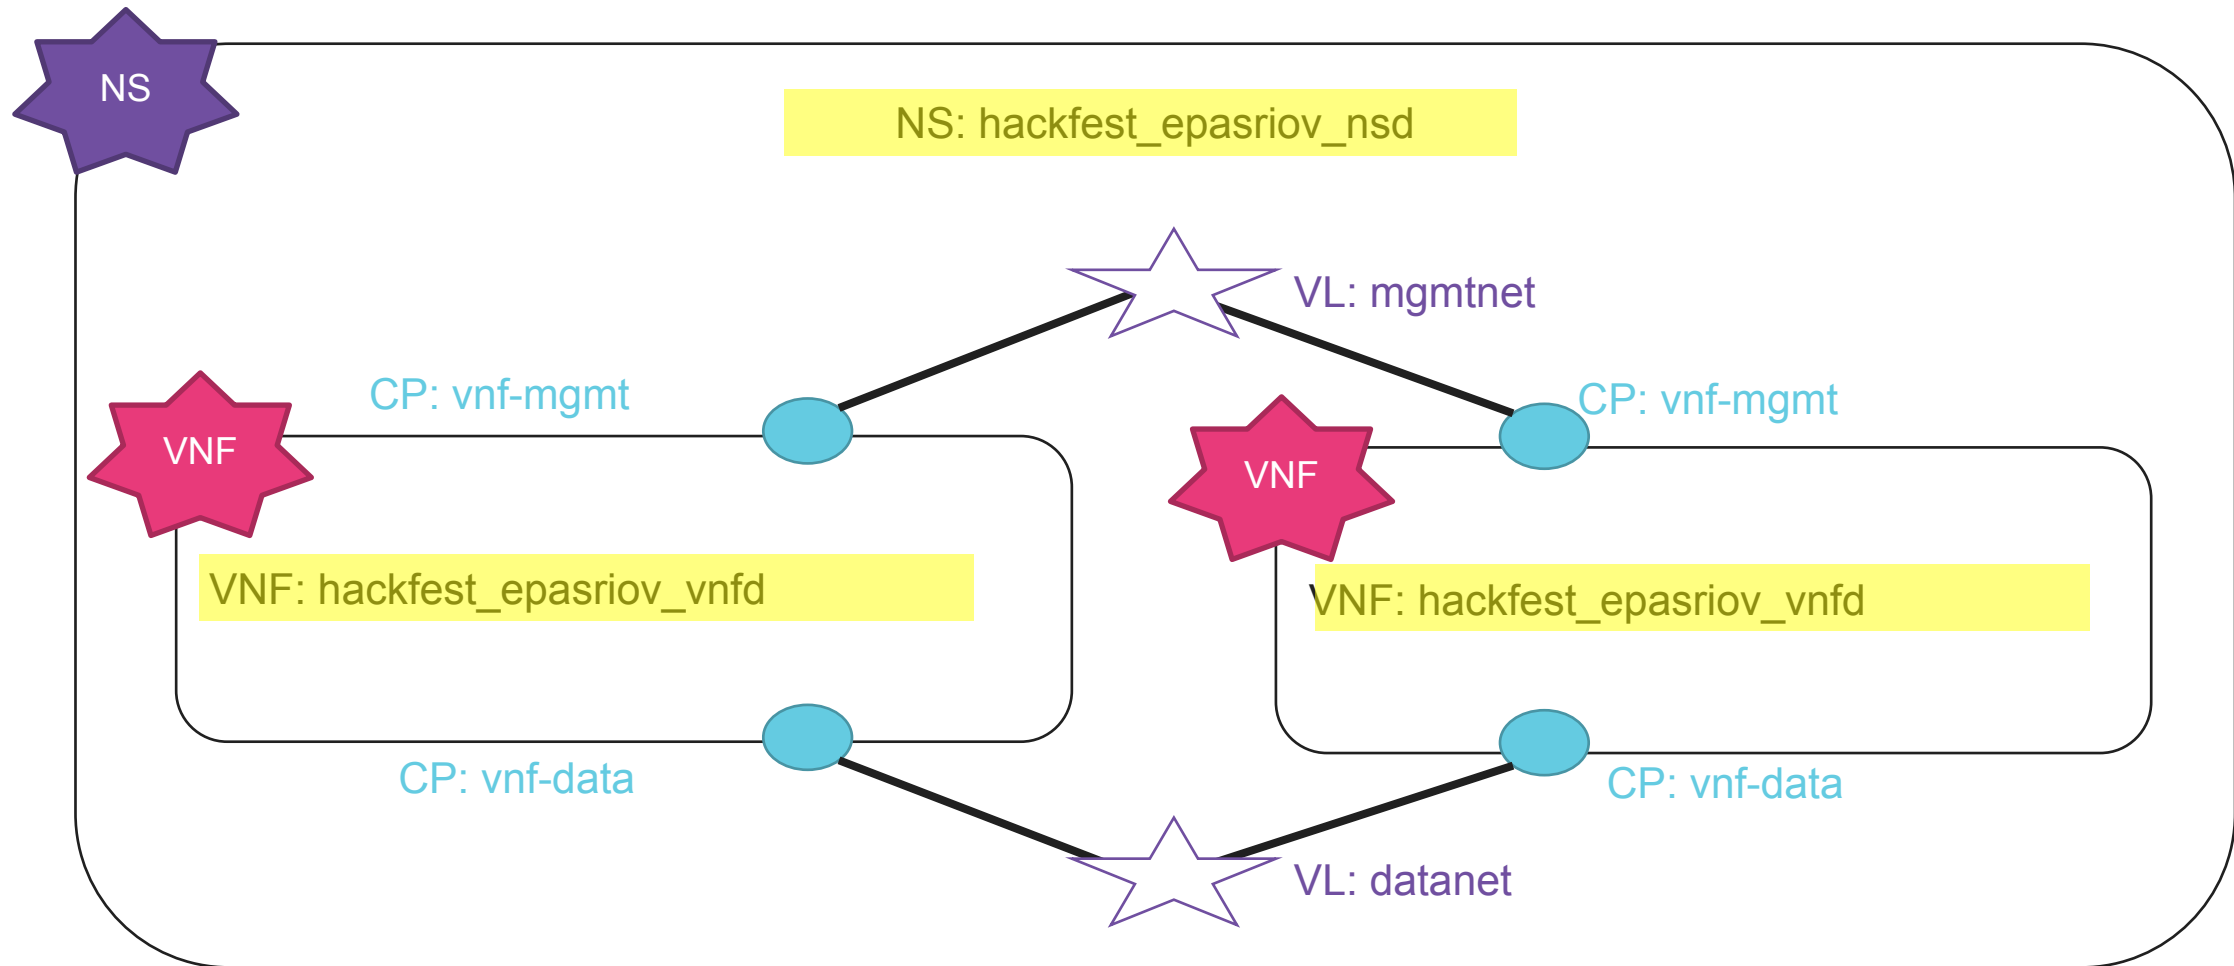 NS
NS: hackfest_epasriov_nsd
VL: mgmtnet
CP: vnf-mgmt
CP: vnf-mgmt
VNF
VNF
VNF: hackfest_epasriov_vnfd
VNF: hackfest_epasriov_vnfd
CP: vnf-data
CP: vnf-data
VL: datanet